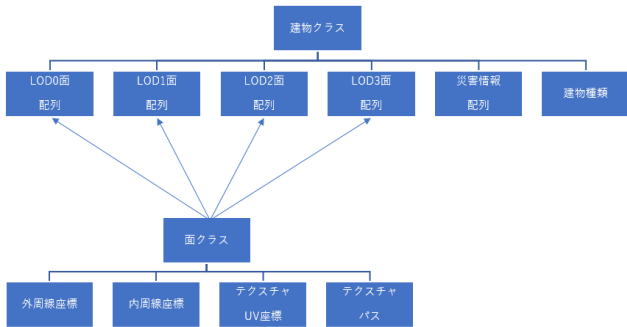 建物クラス
LOD0面
配列
LOD1面
配列
LOD2面
配列
LOD3面
配列
災害情報
配列
建物種類
面クラス
外周線座標
内周線座標
テクスチャ
UV座標
テクスチャ
パス